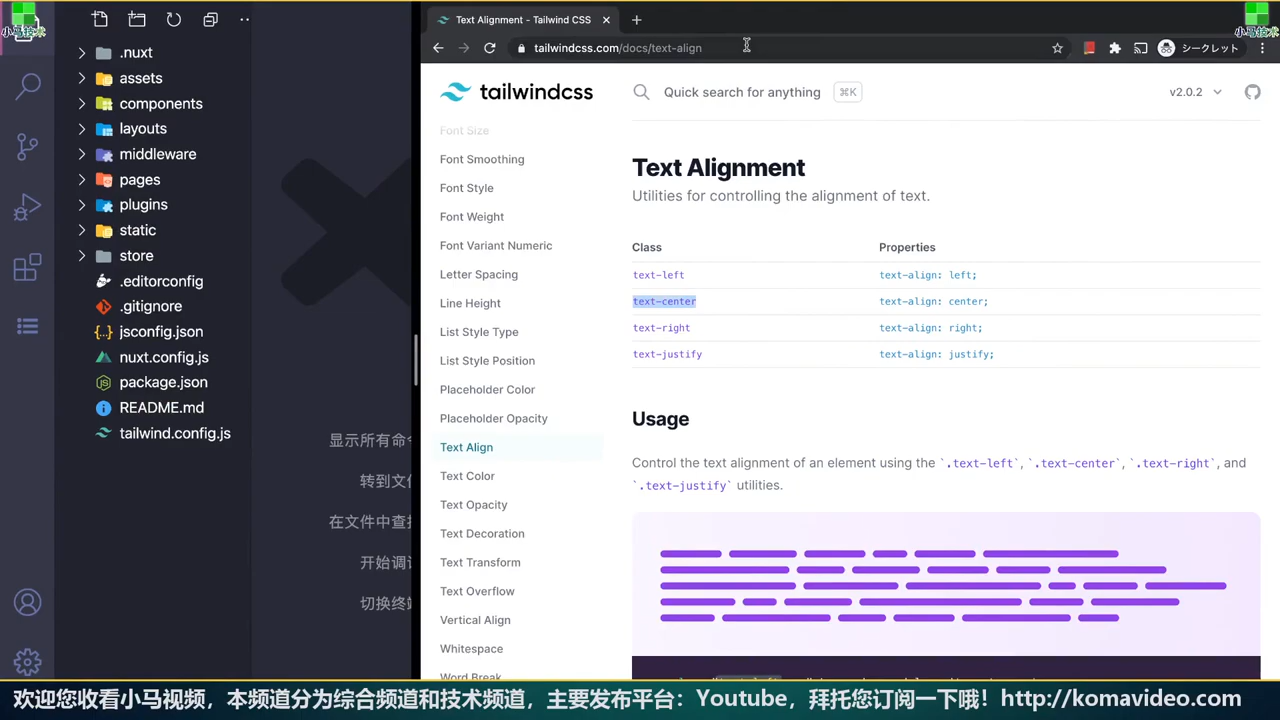 小马技术
.nuxt
assets
components
layouts
middleware
pages
plugins
static
store
.editorconfig
.gitignore
jsconfig.json
nuxt.config.js
package.json
README.md
tailwind.config.js
显示所有命令
转到文件
在文件中查找
开始调试
切换终端
Text Alignment - Tailwind CSS
tailwindcss.com/docs/text-align
シークレット
小马技术
tailwindcss
Quick search for anything
⌘K
v2.0.2
Font Size
Font Smoothing
Font Style
Font Weight
Font Variant Numeric
Letter Spacing
Line Height
List Style Type
List Style Position
Placeholder Color
Placeholder Opacity
Text Align
Text Color
Text Opacity
Text Decoration
Text Transform
Text Overflow
Vertical Align
Whitespace
Word Break
Text Alignment
Utilities for controlling the alignment of text.
Class Properties
text-left text-align: left;
text-center text-align: center;
text-right text-align: right;
text-justify text-align: justify;
Usage
Control the text alignment of an element using the `.text-left`, `.text-center`, `.text-right`, and
`.text-justify` utilities.
欢迎您收看小马视频，本频道分为综合频道和技术频道，主要发布平台：Youtube，拜托您订阅一下哦！http://komavideo.com